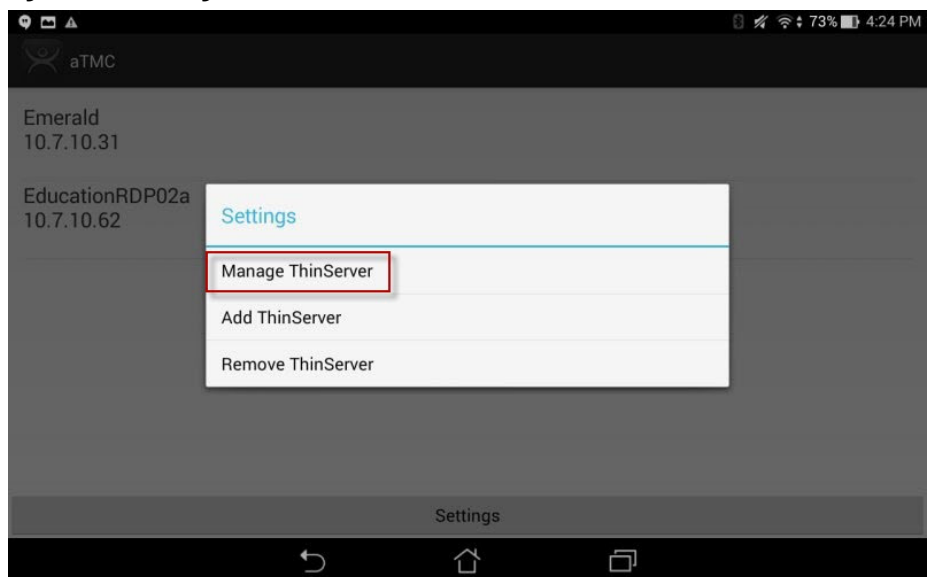 73% 4:24 PM
aTMC
Emerald
10.7.10.31
EducationRDP02a
10.7.10.62
Settings
Manage ThinServer
Add ThinServer
Remove ThinServer
Settings